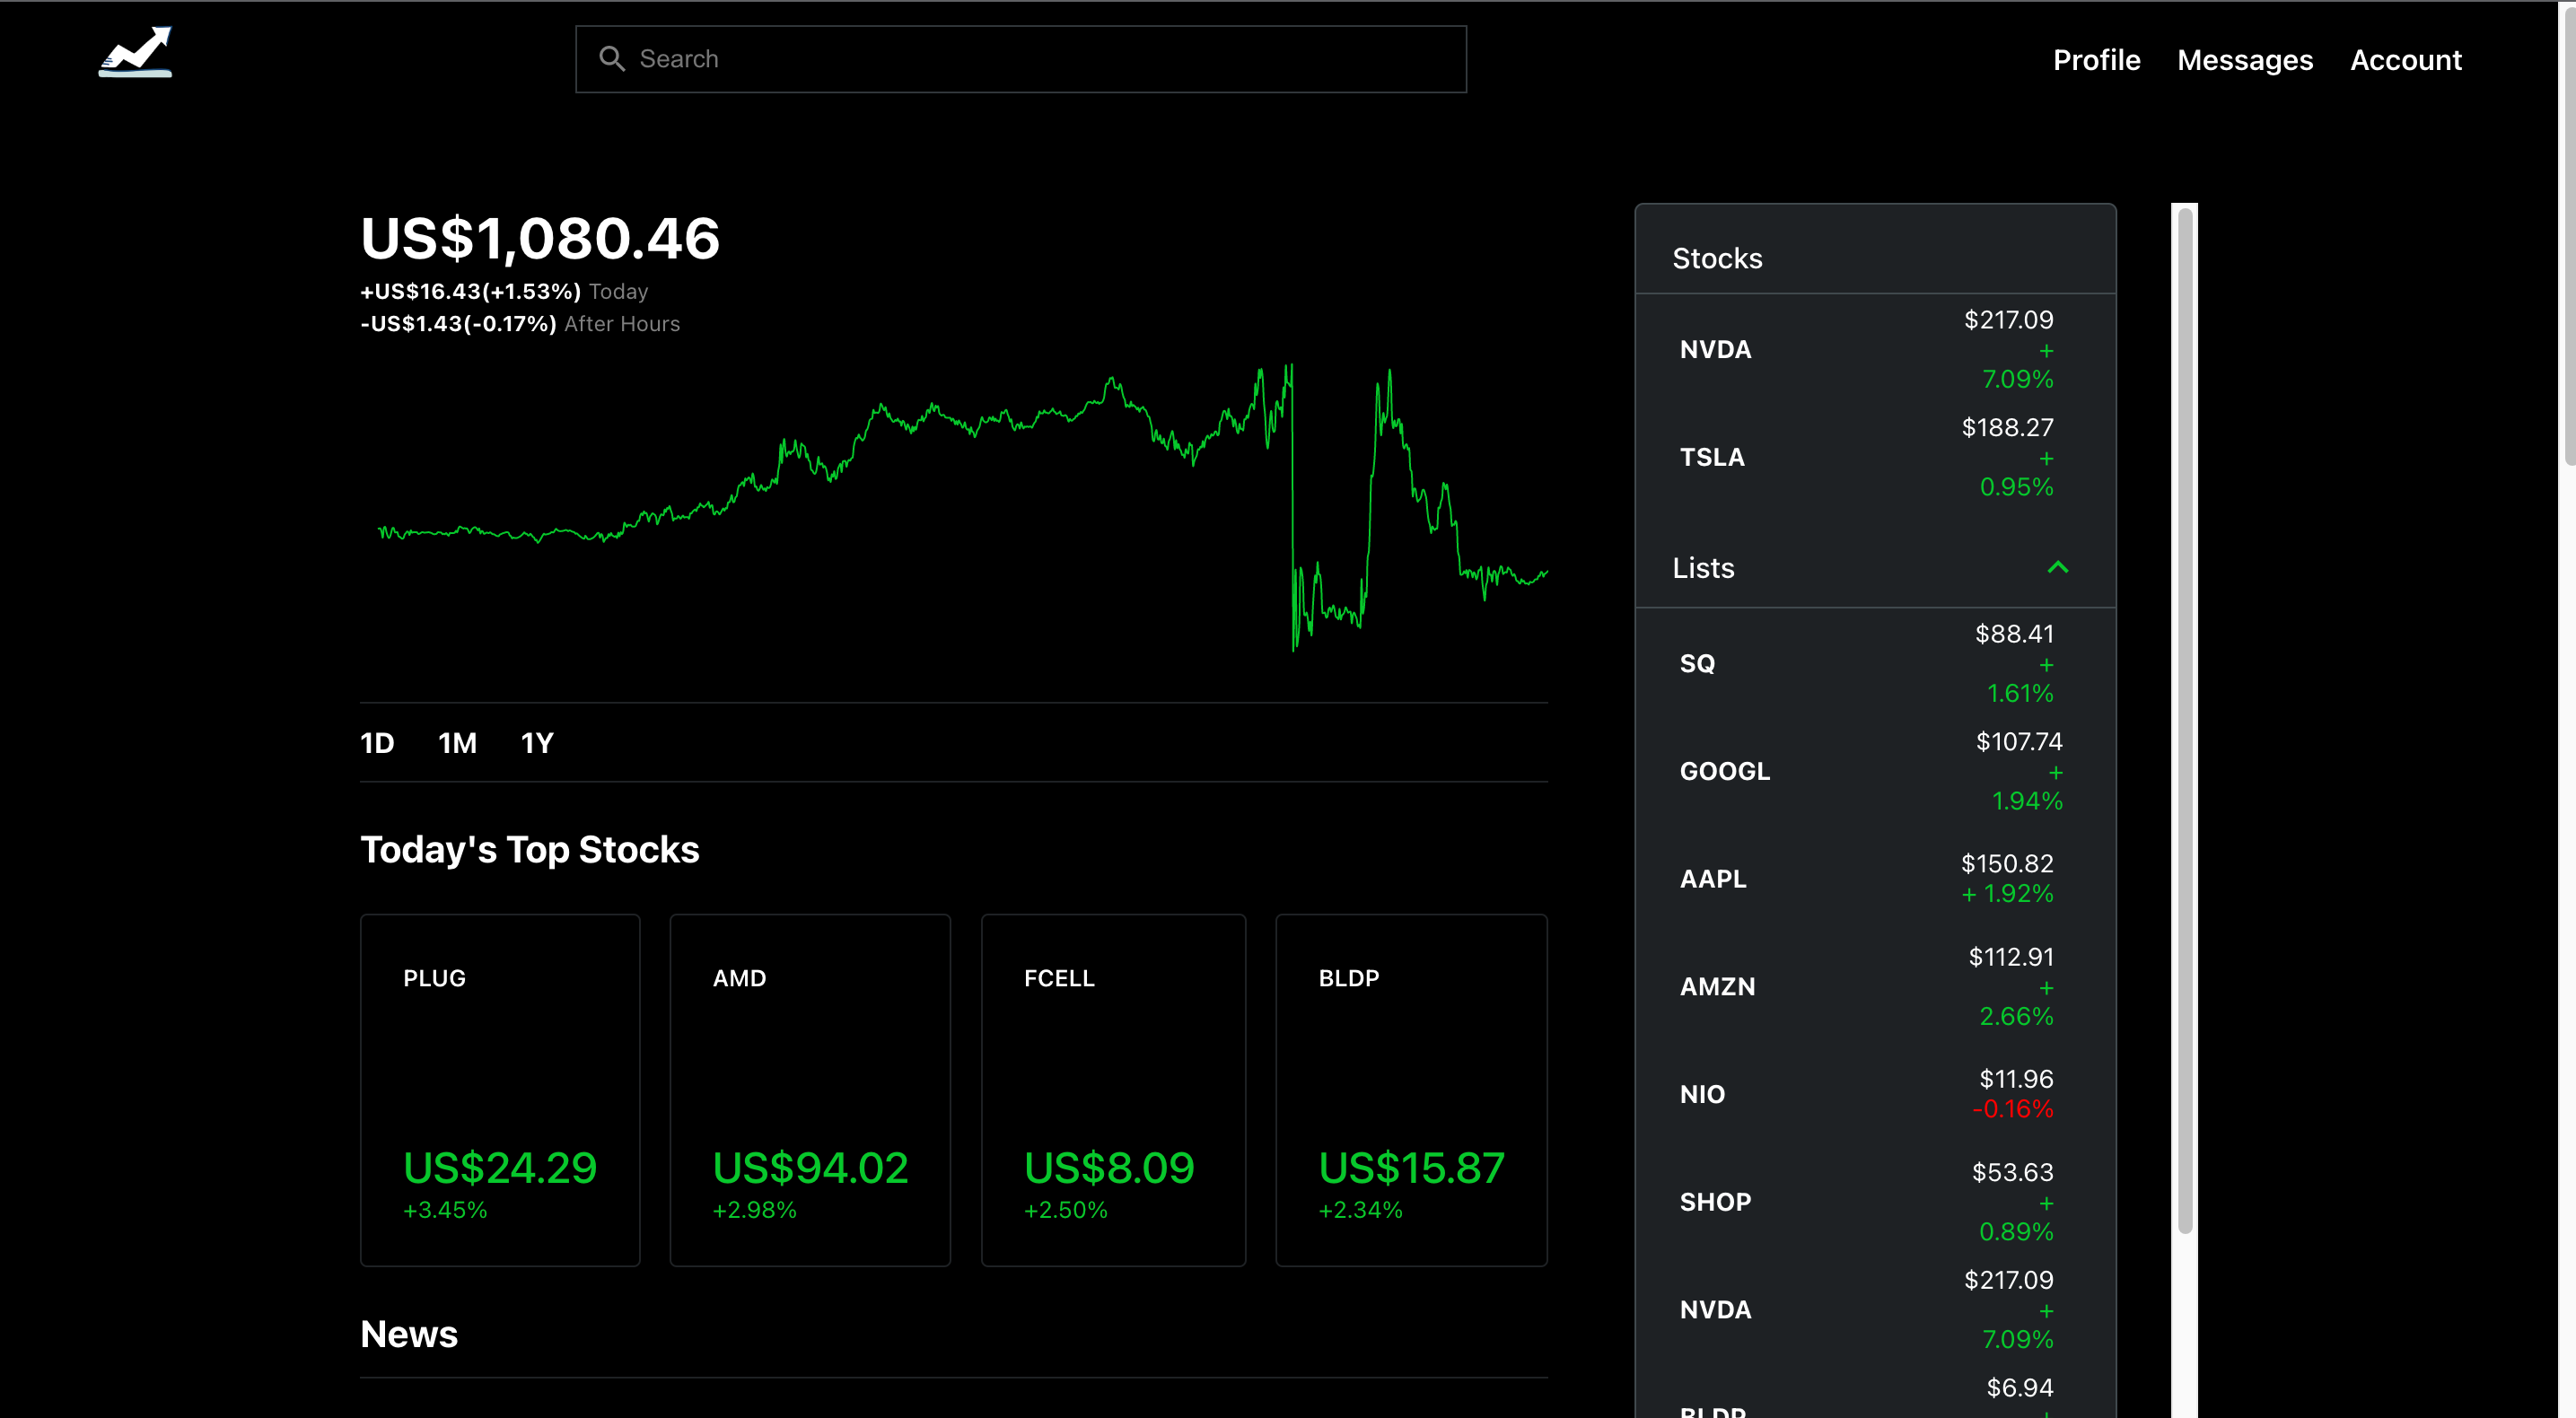 Search
Profile Messages Account
US$1,080.46
+US$16.43(+1.53%) Today
-US$1.43(-0.17%) After Hours
1D 1M 1Y
Today's Top Stocks
PLUG
US$24.29
+3.45%
AMD
US$94.02
+2.98%
FCELL
US$8.09
+2.50%
BLDP
US$15.87
+2.34%
News
Stocks
NVDA
$217.09
+
7.09%
TSLA
$188.27
+
0.95%
Lists
SQ
$88.41
+
1.61%
GOOGL
$107.74
+
1.94%
AAPL
$150.82
+ 1.92%
AMZN
$112.91
+
2.66%
NIO
$11.96
-0.16%
SHOP
$53.63
+
0.89%
NVDA
$217.09
+
7.09%
BLDP
$6.94